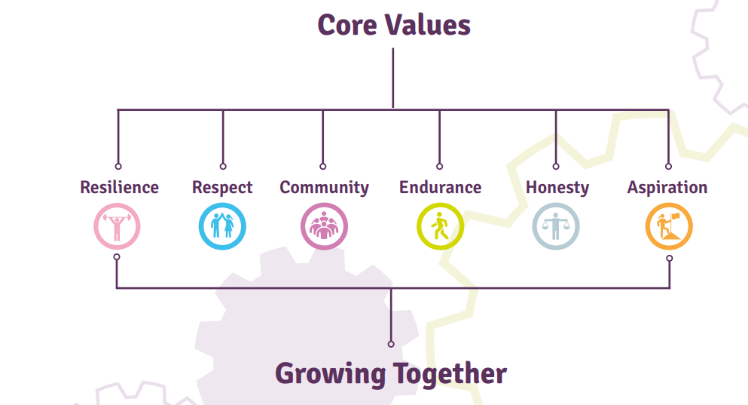 Core Values
Resilience Respect Community Endurance Honesty Aspiration
Growing Together